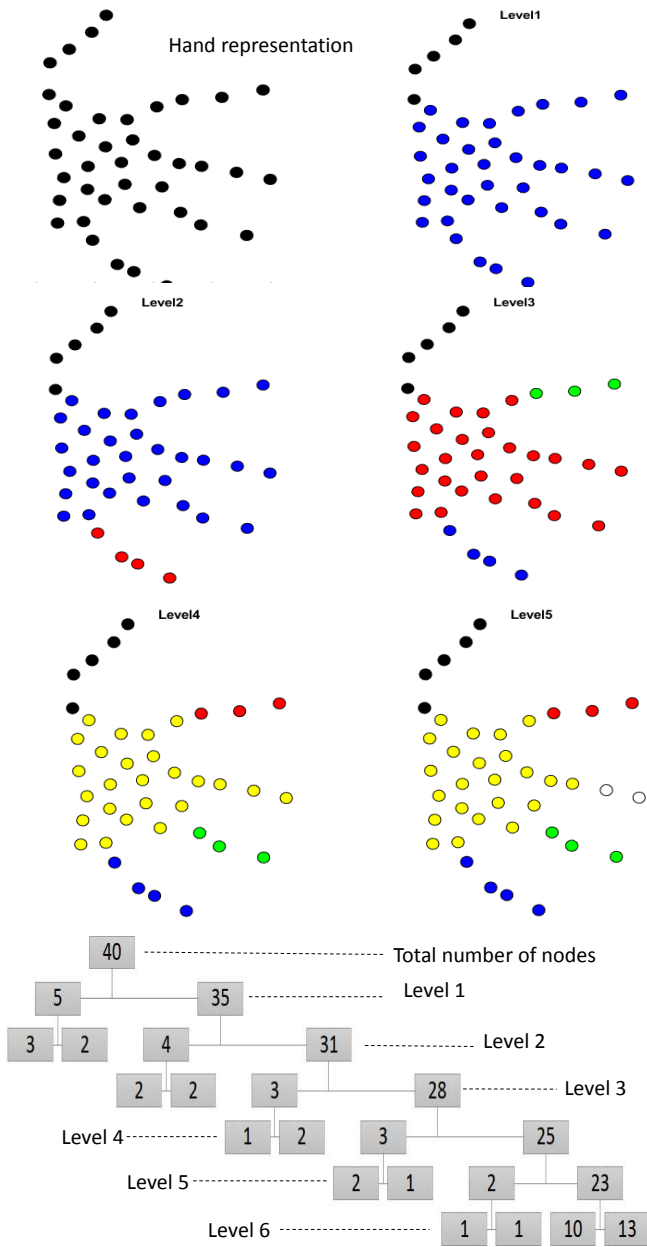 Hand representation
Level1
Level2
Level3
Level4
Level5
40
Total number of nodes
5 35
Level 1
3 2 4 31
Level 2
2 2 3 28
Level 3
Level 4
1 2 3 25
Level 5
2 1 2 23
Level 6
1 1 10 13